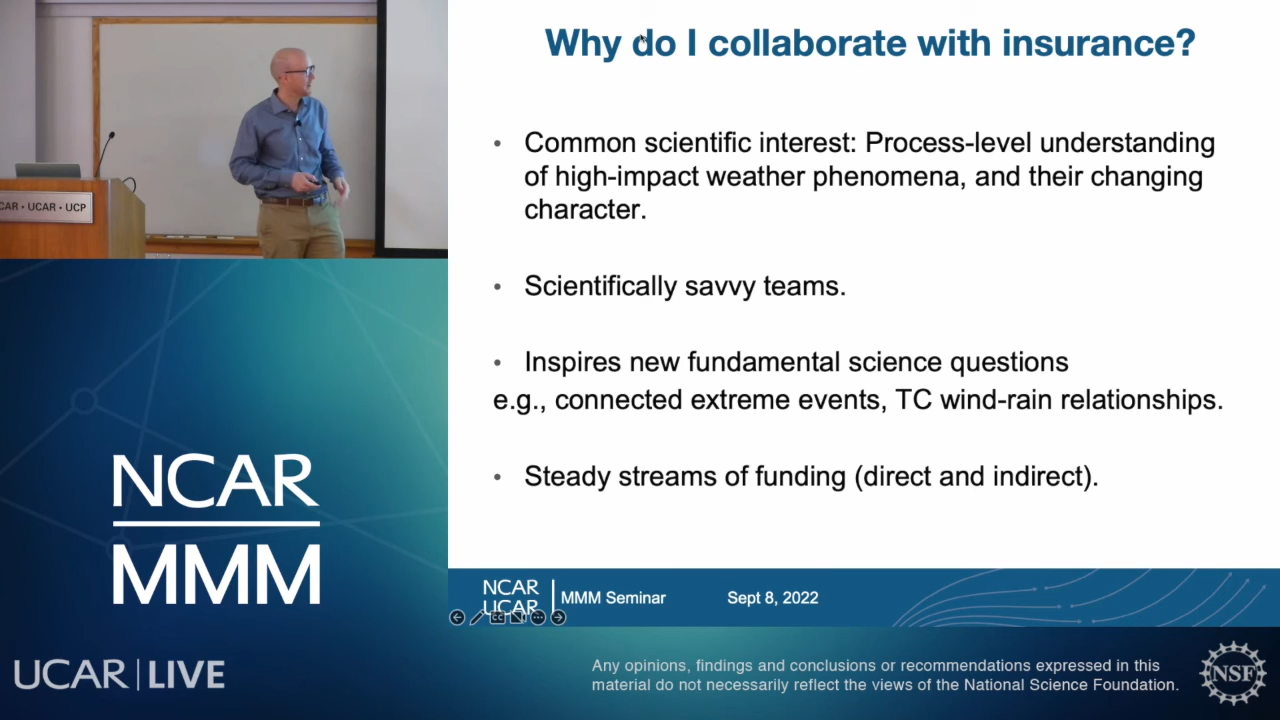 Why do I collaborate with insurance?
• Common scientific interest: Process-level understanding
of high-impact weather phenomena, and their changing
character.
• Scientifically savvy teams.
• Inspires new fundamental science questions
e.g., connected extreme events, TC wind-rain relationships.
• Steady streams of funding (direct and indirect).
CAR • UCAR • UCP
NCAR
MMM
NCAR
UCAR
MMM Seminar
Sept 8, 2022
CC
UCAR | LIVE
Any opinions, findings and conclusions or recommendations expressed in this
material do not necessarily reflect the views of the National Science Foundation.
NSF